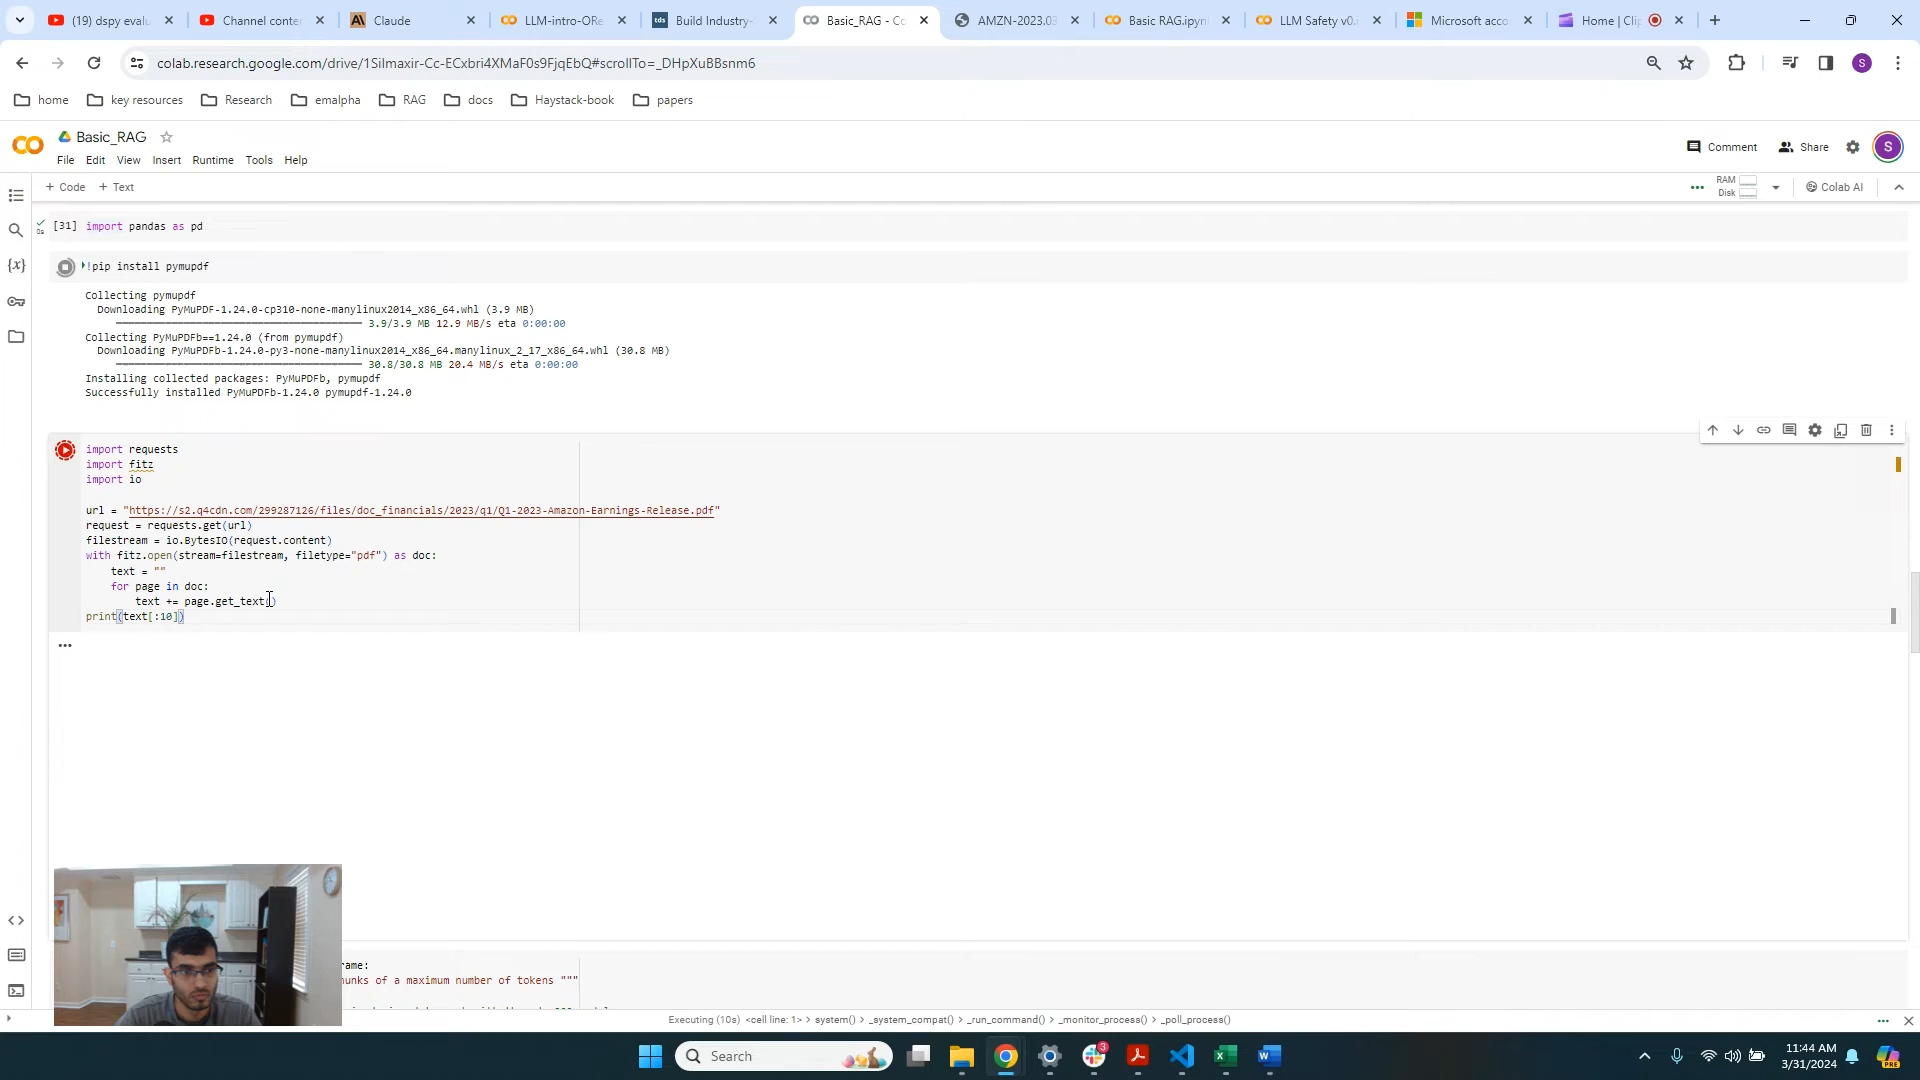 (19) dspy evalu
Channel conte
Claude
LLM-intro-ORe
Build Industry-
Basic_RAG - Co
AMZN-2023.03
Basic RAG.ipyn
LLM Safety v0.
Microsoft acco
Home | Cli
colab.research.google.com/drive/1Silmaxir-Cc-ECxbri4XMaF0s9FjqEbQ#scrollTo=_DHpXuBBsnm6
home
key resources
Research
emalpha
RAG
docs
Haystack-book
papers
Basic_RAG
File Edit View Insert Runtime Tools Help
Comment
Share
S
+ Code + Text
RAM
Disk
Colab AI
[31] import pandas as pd
0s
!pip install pymupdf
Collecting pymupdf
Downloading PyMuPDF-1.24.0-cp310-none-manylinux2014_x86_64.whl (3.9 MB)
3.9/3.9 MB 12.9 MB/s eta 0:00:00
Collecting PyMuPDFb==1.24.0 (from pymupdf)
Downloading PyMuPDFb-1.24.0-py3-none-manylinux2014_x86_64.manylinux_2_17_x86_64.whl (30.8 MB)
30.8/30.8 MB 20.4 MB/s eta 0:00:00
Installing collected packages: PyMuPDFb, pymupdf
Successfully installed PyMuPDFb-1.24.0 pymupdf-1.24.0
import requests
import fitz
import io
url = "https://s2.q4cdn.com/299287126/files/doc_financials/2023/q1/Q1-2023-Amazon-Earnings-Release.pdf"
request = requests.get(url)
filestream = io.BytesIO(request.content)
with fitz.open(stream=filestream, filetype="pdf") as doc:
text = ""
for page in doc:
text += page.get_text()
print(text[:10])
ame:
unks of a maximum number of tokens """
Executing (10s) <cell line: 1> > system() > _system_compat() > _run_command() > _monitor_process() > _poll_process()
Search
3
11:44 AM
3/31/2024
PRE